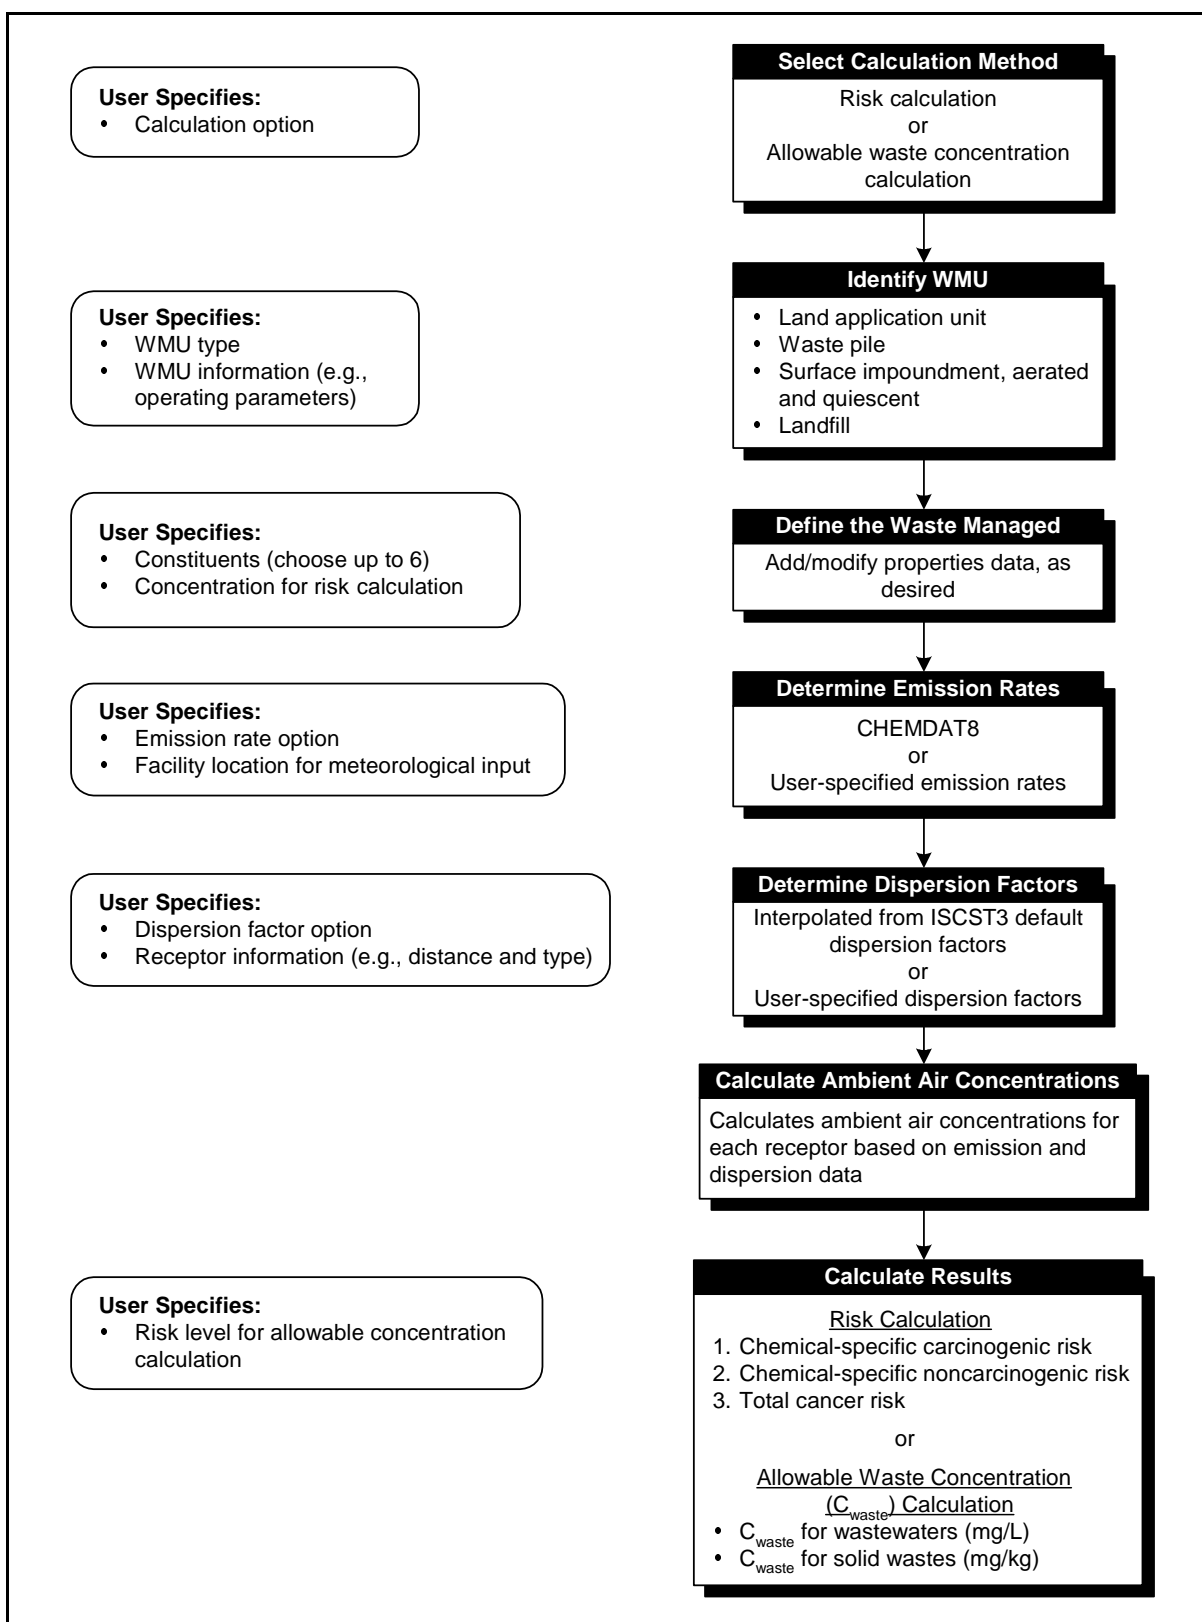 Select Calculation Method
User Specifies:
• Calculation option
Risk calculation
or
Allowable waste concentration
calculation
Identify WMU
User Specifies:
• WMU type
• WMU information (e.g.,
operating parameters)
• Land application unit
• Waste pile
• Surface impoundment, aerated
and quiescent
• Landfill
User Specifies:
• Constituents (choose up to 6)
• Concentration for risk calculation
Define the Waste Managed
Add/modify properties data, as
desired
User Specifies:
• Emission rate option
• Facility location for meteorological input
Determine Emission Rates
CHEMDAT8
or
User-specified emission rates
User Specifies:
• Dispersion factor option
• Receptor information (e.g., distance and type)
Determine Dispersion Factors
Interpolated from ISCST3 default
dispersion factors
or
User-specified dispersion factors
Calculate Ambient Air Concentrations
Calculates ambient air concentrations for
each receptor based on emission and
dispersion data
User Specifies:
• Risk level for allowable concentration
calculation
Calculate Results
Risk Calculation
1. Chemical-specific carcinogenic risk
2. Chemical-specific noncarcinogenic risk
3. Total cancer risk
or
Allowable Waste Concentration
(Cwaste) Calculation
• Cwaste for wastewaters (mg/L)
• Cwaste for solid wastes (mg/kg)